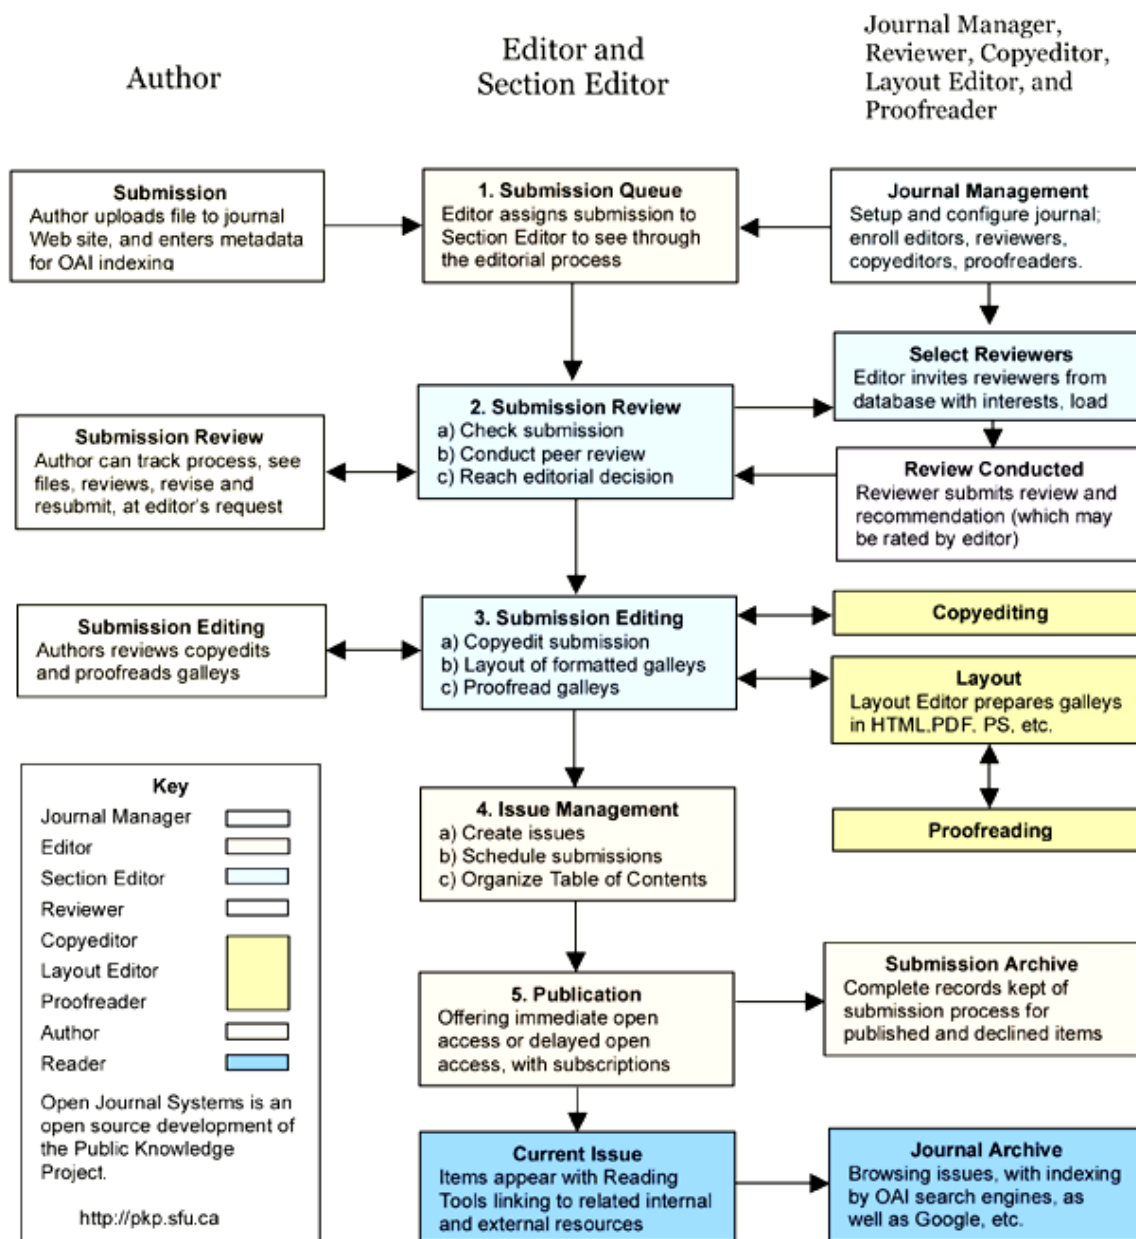 Author
Editor and
Section Editor
Journal Manager,
Reviewer, Copyeditor,
Layout Editor, and
Proofreader
Submission
Author uploads file to journal
Web site, and enters metadata
for OAI indexing
1. Submission Queue
Editor assigns submission to
Section Editor to see through
the editorial process
Journal Management
Setup and configure journal;
enroll editors, reviewers,
copyeditors, proofreaders.
Select Reviewers
Editor invites reviewers from
database with interests, load
Submission Review
Author can track process, see
files, reviews, revise and
resubmit, at editor's request
2. Submission Review
a) Check submission
b) Conduct peer review
c) Reach editorial decision
Review Conducted
Reviewer submits review and
recommendation (which may
be rated by editor)
Submission Editing
Authors reviews copyedits
and proofreads galleys
3. Submission Editing
a) Copyedit submission
b) Layout of formatted galleys
c) Proofread galleys
Copyediting
Layout
Layout Editor prepares galleys
in HTML.PDF, PS, etc.
Proofreading
4. Issue Management
a) Create issues
b) Schedule submissions
c) Organize Table of Contents
5. Publication
Offering immediate open
access or delayed open
access, with subscriptions
Submission Archive
Complete records kept of
submission process for
published and declined items
Current Issue
Items appear with Reading
Tools linking to related internal
and external resources
Journal Archive
Browsing issues, with indexing
by OAI search engines, as
well as Google, etc.
Key
Journal Manager
Editor
Section Editor
Reviewer
Copyeditor
Layout Editor
Proofreader
Author
Reader
Open Journal Systems is an
open source development of
the Public Knowledge
Project.
http://pkp.sfu.ca